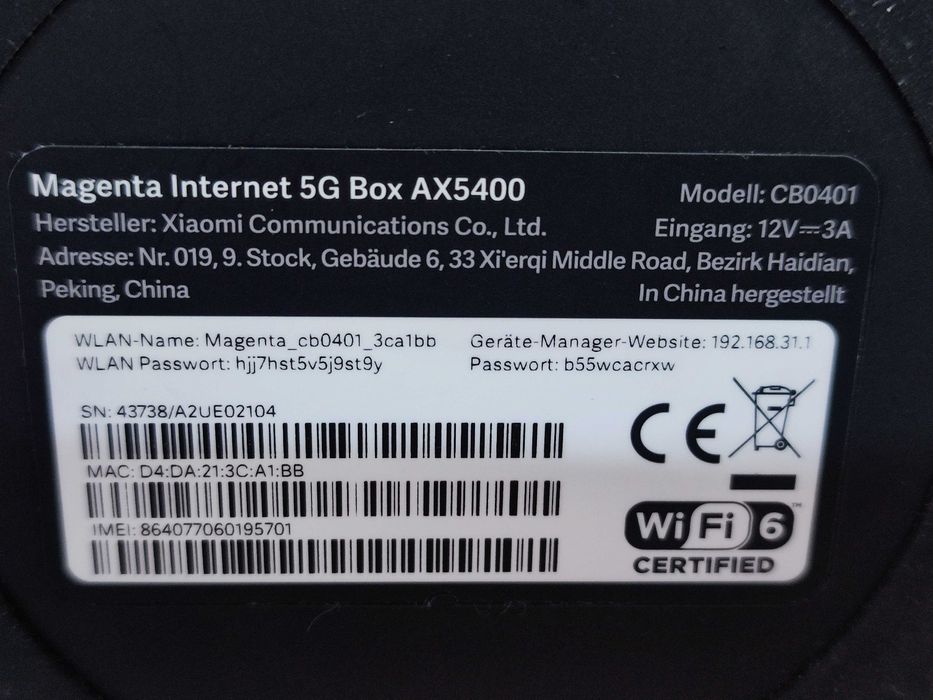 Magenta Internet 5G Box AX5400
Modell: CB0401
Hersteller: Xiaomi Communications Co., Ltd.
Eingang: 12V⎓3A
Adresse: Nr. 019, 9. Stock, Gebäude 6, 33 Xi'erqi Middle Road, Bezirk Haidian,
Peking, China
In China hergestellt
WLAN-Name: Magenta_cb0401_3ca1bb
WLAN Passwort: hjj7hst5v5j9st9y
Geräte-Manager-Website: 192.168.31.1
Passwort: b55wcacrxw
SN: 43738/A2UE02104
MAC: D4:DA:21:3C:A1:BB
IMEI: 864077060195701
CE
Wi Fi 6™
CERTIFIED